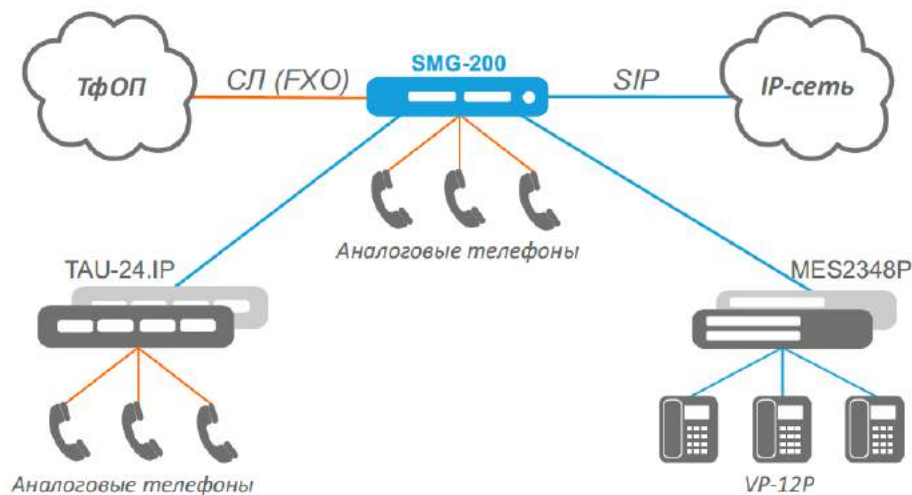 SMG-200
ТфОП
СЛ (FXO)
SIP
IP-сеть
Аналоговые телефоны
TAU-24.IP
MES2348P
Аналоговые телефоны
VP-12P